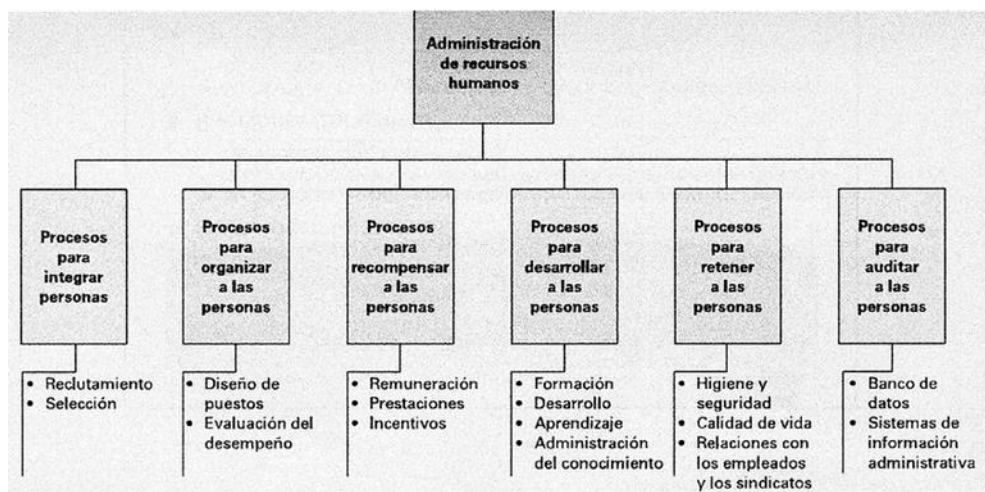 Administración
de recursos
humanos
Procesos
para
integrar
personas
Procesos
para
organizar
a las
personas
Procesos
para
recompensar
a las
personas
Procesos
para
desarrollar
a las
personas
Procesos
para
retener
a las
personas
Procesos
para
auditar
a las
personas
• Reclutamiento
• Selección
• Diseño de
puestos
• Evaluación del
desempeño
• Remuneración
• Prestaciones
• Incentivos
• Formación
• Desarrollo
• Aprendizaje
• Administración
del conocimiento
• Higiene y
seguridad
• Calidad de vida
• Relaciones con
los empleados
y los sindicatos
• Banco de
datos
• Sistemas de
información
administrativa